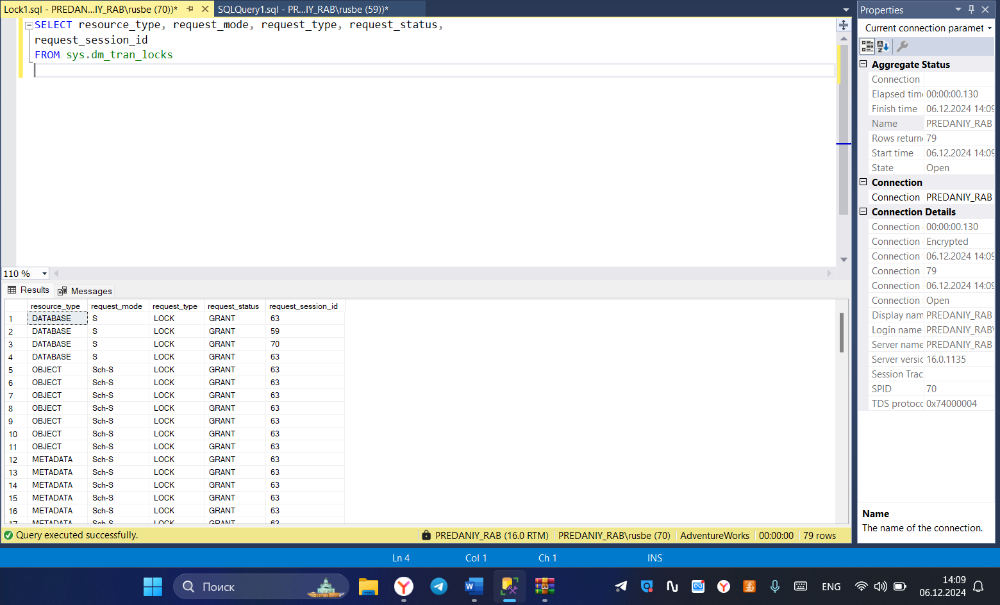 Lock1.sql - PREDAN...IY_RAB\rusbe (70))*
SQLQuery1.sql - PR...IY_RAB\rusbe (59))*
SELECT resource_type, request_mode, request_type, request_status,
request_session_id
FROM sys.dm_tran_locks
110 %
Results
Messages
resource_type request_mode request_type request_status request_session_id
1 DATABASE S LOCK GRANT 63
2 DATABASE S LOCK GRANT 59
3 DATABASE S LOCK GRANT 70
4 DATABASE S LOCK GRANT 63
5 OBJECT Sch-S LOCK GRANT 63
6 OBJECT Sch-S LOCK GRANT 63
7 OBJECT Sch-S LOCK GRANT 63
8 OBJECT Sch-S LOCK GRANT 63
9 OBJECT Sch-S LOCK GRANT 63
10 OBJECT Sch-S LOCK GRANT 63
11 OBJECT Sch-S LOCK GRANT 63
12 METADATA Sch-S LOCK GRANT 63
13 METADATA Sch-S LOCK GRANT 63
14 METADATA Sch-S LOCK GRANT 63
15 METADATA Sch-S LOCK GRANT 63
16 METADATA Sch-S LOCK GRANT 63
17 METADATA Sch-S LOCK GRANT 63
Query executed successfully.
PREDANIY_RAB (16.0 RTM)
PREDANIY_RAB\rusbe (70)
AdventureWorks
00:00:00
79 rows
Properties
Current connection paramet
Aggregate Status
Connection
Elapsed time 00:00:00.130
Finish time 06.12.2024 14:09
Name PREDANIY_RAB
Rows return 79
Start time 06.12.2024 14:09
State Open
Connection
Connection PREDANIY_RAB
Connection Details
Connection 00:00:00.130
Connection Encrypted
Connection 06.12.2024 14:09
Connection 79
Connection 06.12.2024 14:09
Connection Open
Display nam PREDANIY_RAB
Login name PREDANIY_RAB\
Server name PREDANIY_RAB
Server versic 16.0.1135
Session Trac
SPID 70
TDS protocc 0x74000004
Name
The name of the connection.
Ln 4
Col 1
Ch 1
INS
Поиск
ENG
14:09
06.12.2024